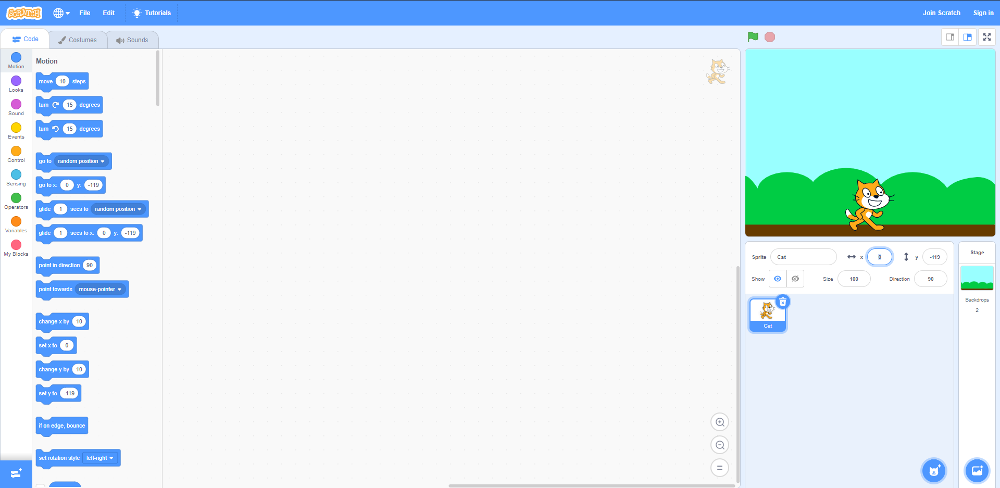 SCRATCH File Edit Tutorials Join Scratch Sign in
Code Costumes Sounds
Motion
Looks
Sound
Events
Control
Sensing
Operators
Variables
My Blocks
Motion
move 10 steps
turn 15 degrees
turn 15 degrees
go to random position
go to x: 0 y: -119
glide 1 secs to random position
glide 1 secs to x: 0 y: -119
point in direction 90
point towards mouse-pointer
change x by 10
set x to 0
change y by 10
set y to -119
if on edge, bounce
set rotation style left-right
Sprite Cat x 0 y -119
Show Size 100 Direction 90
Cat
Stage
Backdrops
2